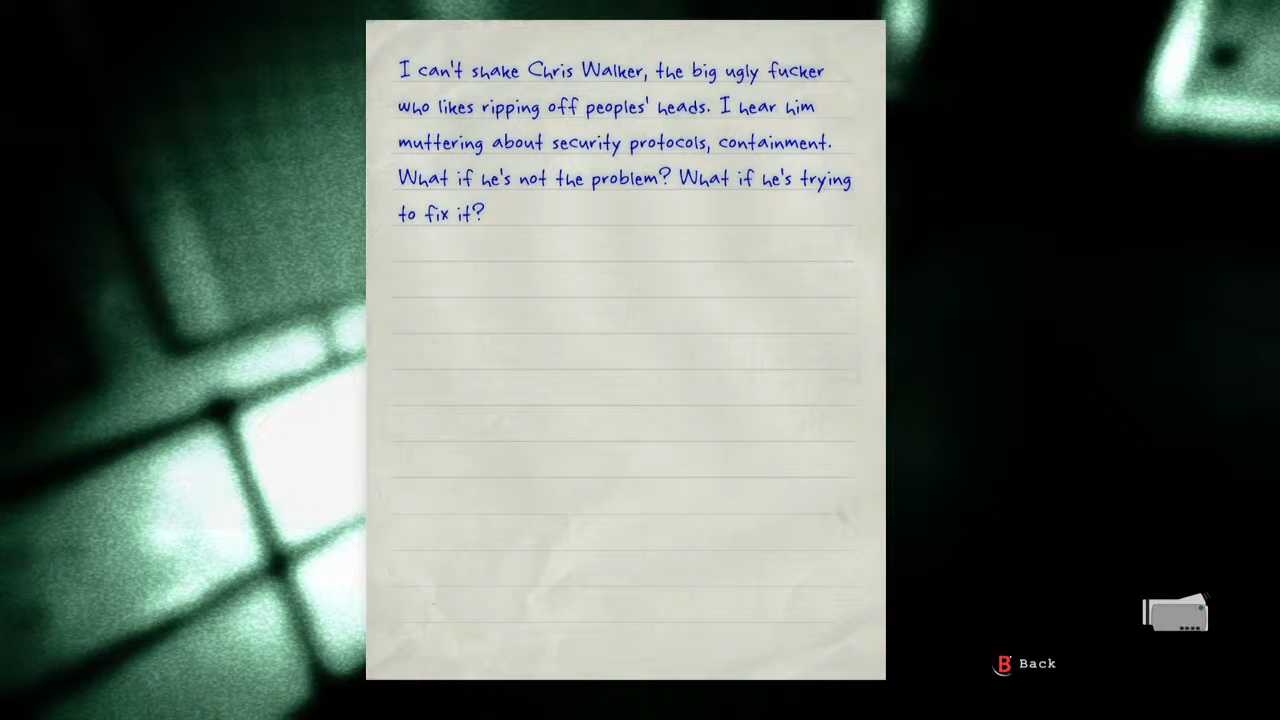 I can't shake Chris Walker, the big ugly fucker
who likes ripping off peoples' heads. I hear him
muttering about security protocols, containment.
What if he's not the problem? What if he's trying
to fix it?
B Back